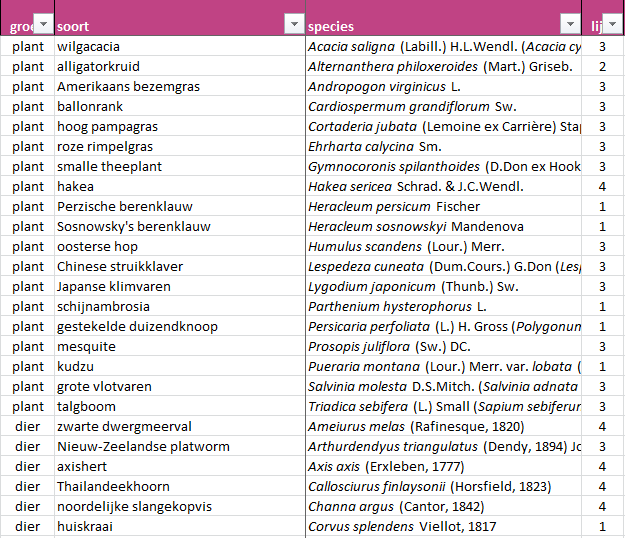 groe soort species lij
plant wilgacacia Acacia saligna (Labill.) H.L.Wendl. (Acacia cy 3
plant alligatorkruid Alternanthera philoxeroides (Mart.) Griseb. 2
plant Amerikaans bezemgras Andropogon virginicus L. 3
plant ballonrank Cardiospermum grandiflorum Sw. 3
plant hoog pampagras Cortaderia jubata (Lemoine ex Carrière) Stap 3
plant roze rimpelgras Ehrharta calycina Sm. 3
plant smalle theeplant Gymnocoronis spilanthoides (D.Don ex Hook 3
plant hakea Hakea sericea Schrad. & J.C.Wendl. 4
plant Perzische berenklauw Heracleum persicum Fischer 1
plant Sosnowsky's berenklauw Heracleum sosnowskyi Mandenova 1
plant oosterse hop Humulus scandens (Lour.) Merr. 3
plant Chinese struikklaver Lespedeza cuneata (Dum.Cours.) G.Don (Lesp 3
plant Japanse klimvaren Lygodium japonicum (Thunb.) Sw. 3
plant schijnambrosia Parthenium hysterophorus L. 1
plant gestekelde duizendknoop Persicaria perfoliata (L.) H. Gross (Polygonum 1
plant mesquite Prosopis juliflora (Sw.) DC. 3
plant kudzu Pueraria montana (Lour.) Merr. var. lobata ( 1
plant grote vlotvaren Salvinia molesta D.S.Mitch. (Salvinia adnata 3
plant talgboom Triadica sebifera (L.) Small (Sapium sebiferum 3
dier zwarte dwergmeerval Ameiurus melas (Rafinesque, 1820) 4
dier Nieuw-Zeelandse platworm Arthurdendyus triangulatus (Dendy, 1894) Jo 3
dier axishert Axis axis (Erxleben, 1777) 4
dier Thailandeekhoorn Callosciurus finlaysonii (Horsfield, 1823) 4
dier noordelijke slangekopvis Channa argus (Cantor, 1842) 4
dier huiskraai Corvus splendens Viellot, 1817 1